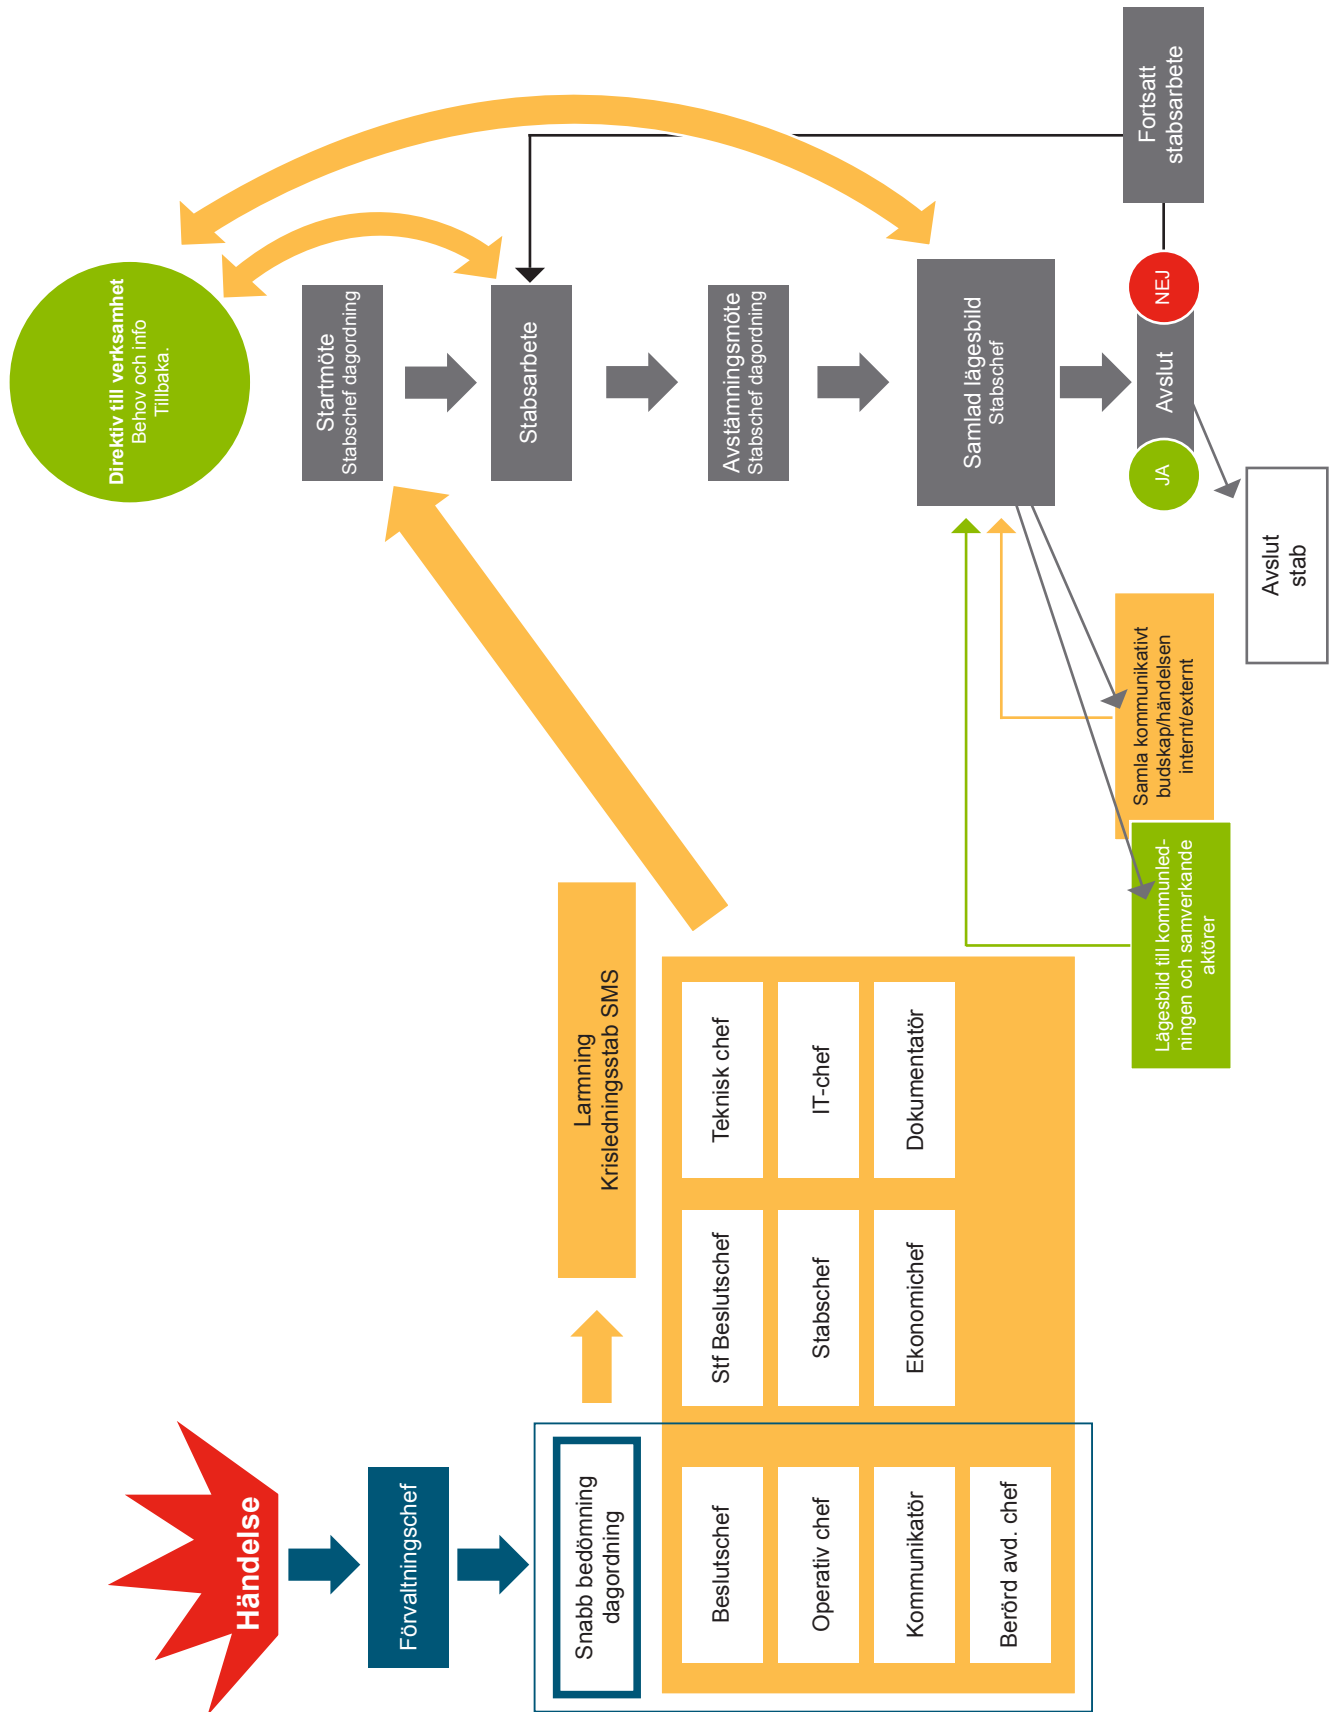 Händelse
Förvaltningschef
Snabb bedömning
dagordning
Beslutschef
Operativ chef
Kommunikatör
Berörd avd. chef
Larmning
Krisledningsstab SMS
Stf Beslutschef
Stabschef
Ekonomichef
Teknisk chef
IT-chef
Dokumentatör
Direktiv till verksamhet
Behov och info
Tillbaka.
Startmöte
Stabschef dagordning
Stabsarbete
Avstämningsmöte
Stabschef dagordning
Samlad lägesbild
Stabschef
JA
Avslut
NEJ
Fortsatt
stabsarbete
Avslut
stab
Samla kommunikativt
budskap/händelsen
internt/externt
Lägesbild till kommunled-
ningen och samverkande
aktörer